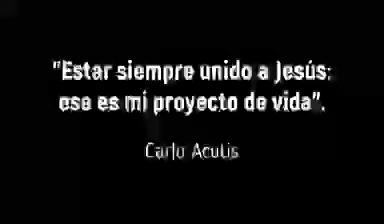 "Estar siempre unido a Jesús:
ese es mi proyecto de vida".
Carlo Acutis